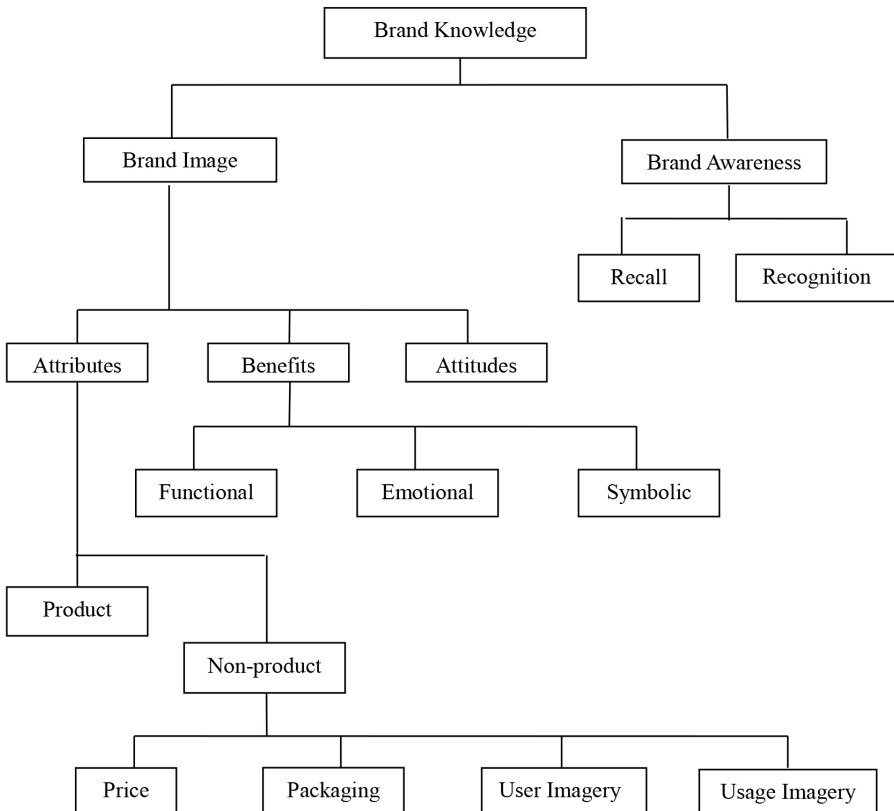 Brand Knowledge
Brand Image
Brand Awareness
Recall
Recognition
Attributes
Benefits
Attitudes
Functional
Emotional
Symbolic
Product
Non-product
Price
Packaging
User Imagery
Usage Imagery